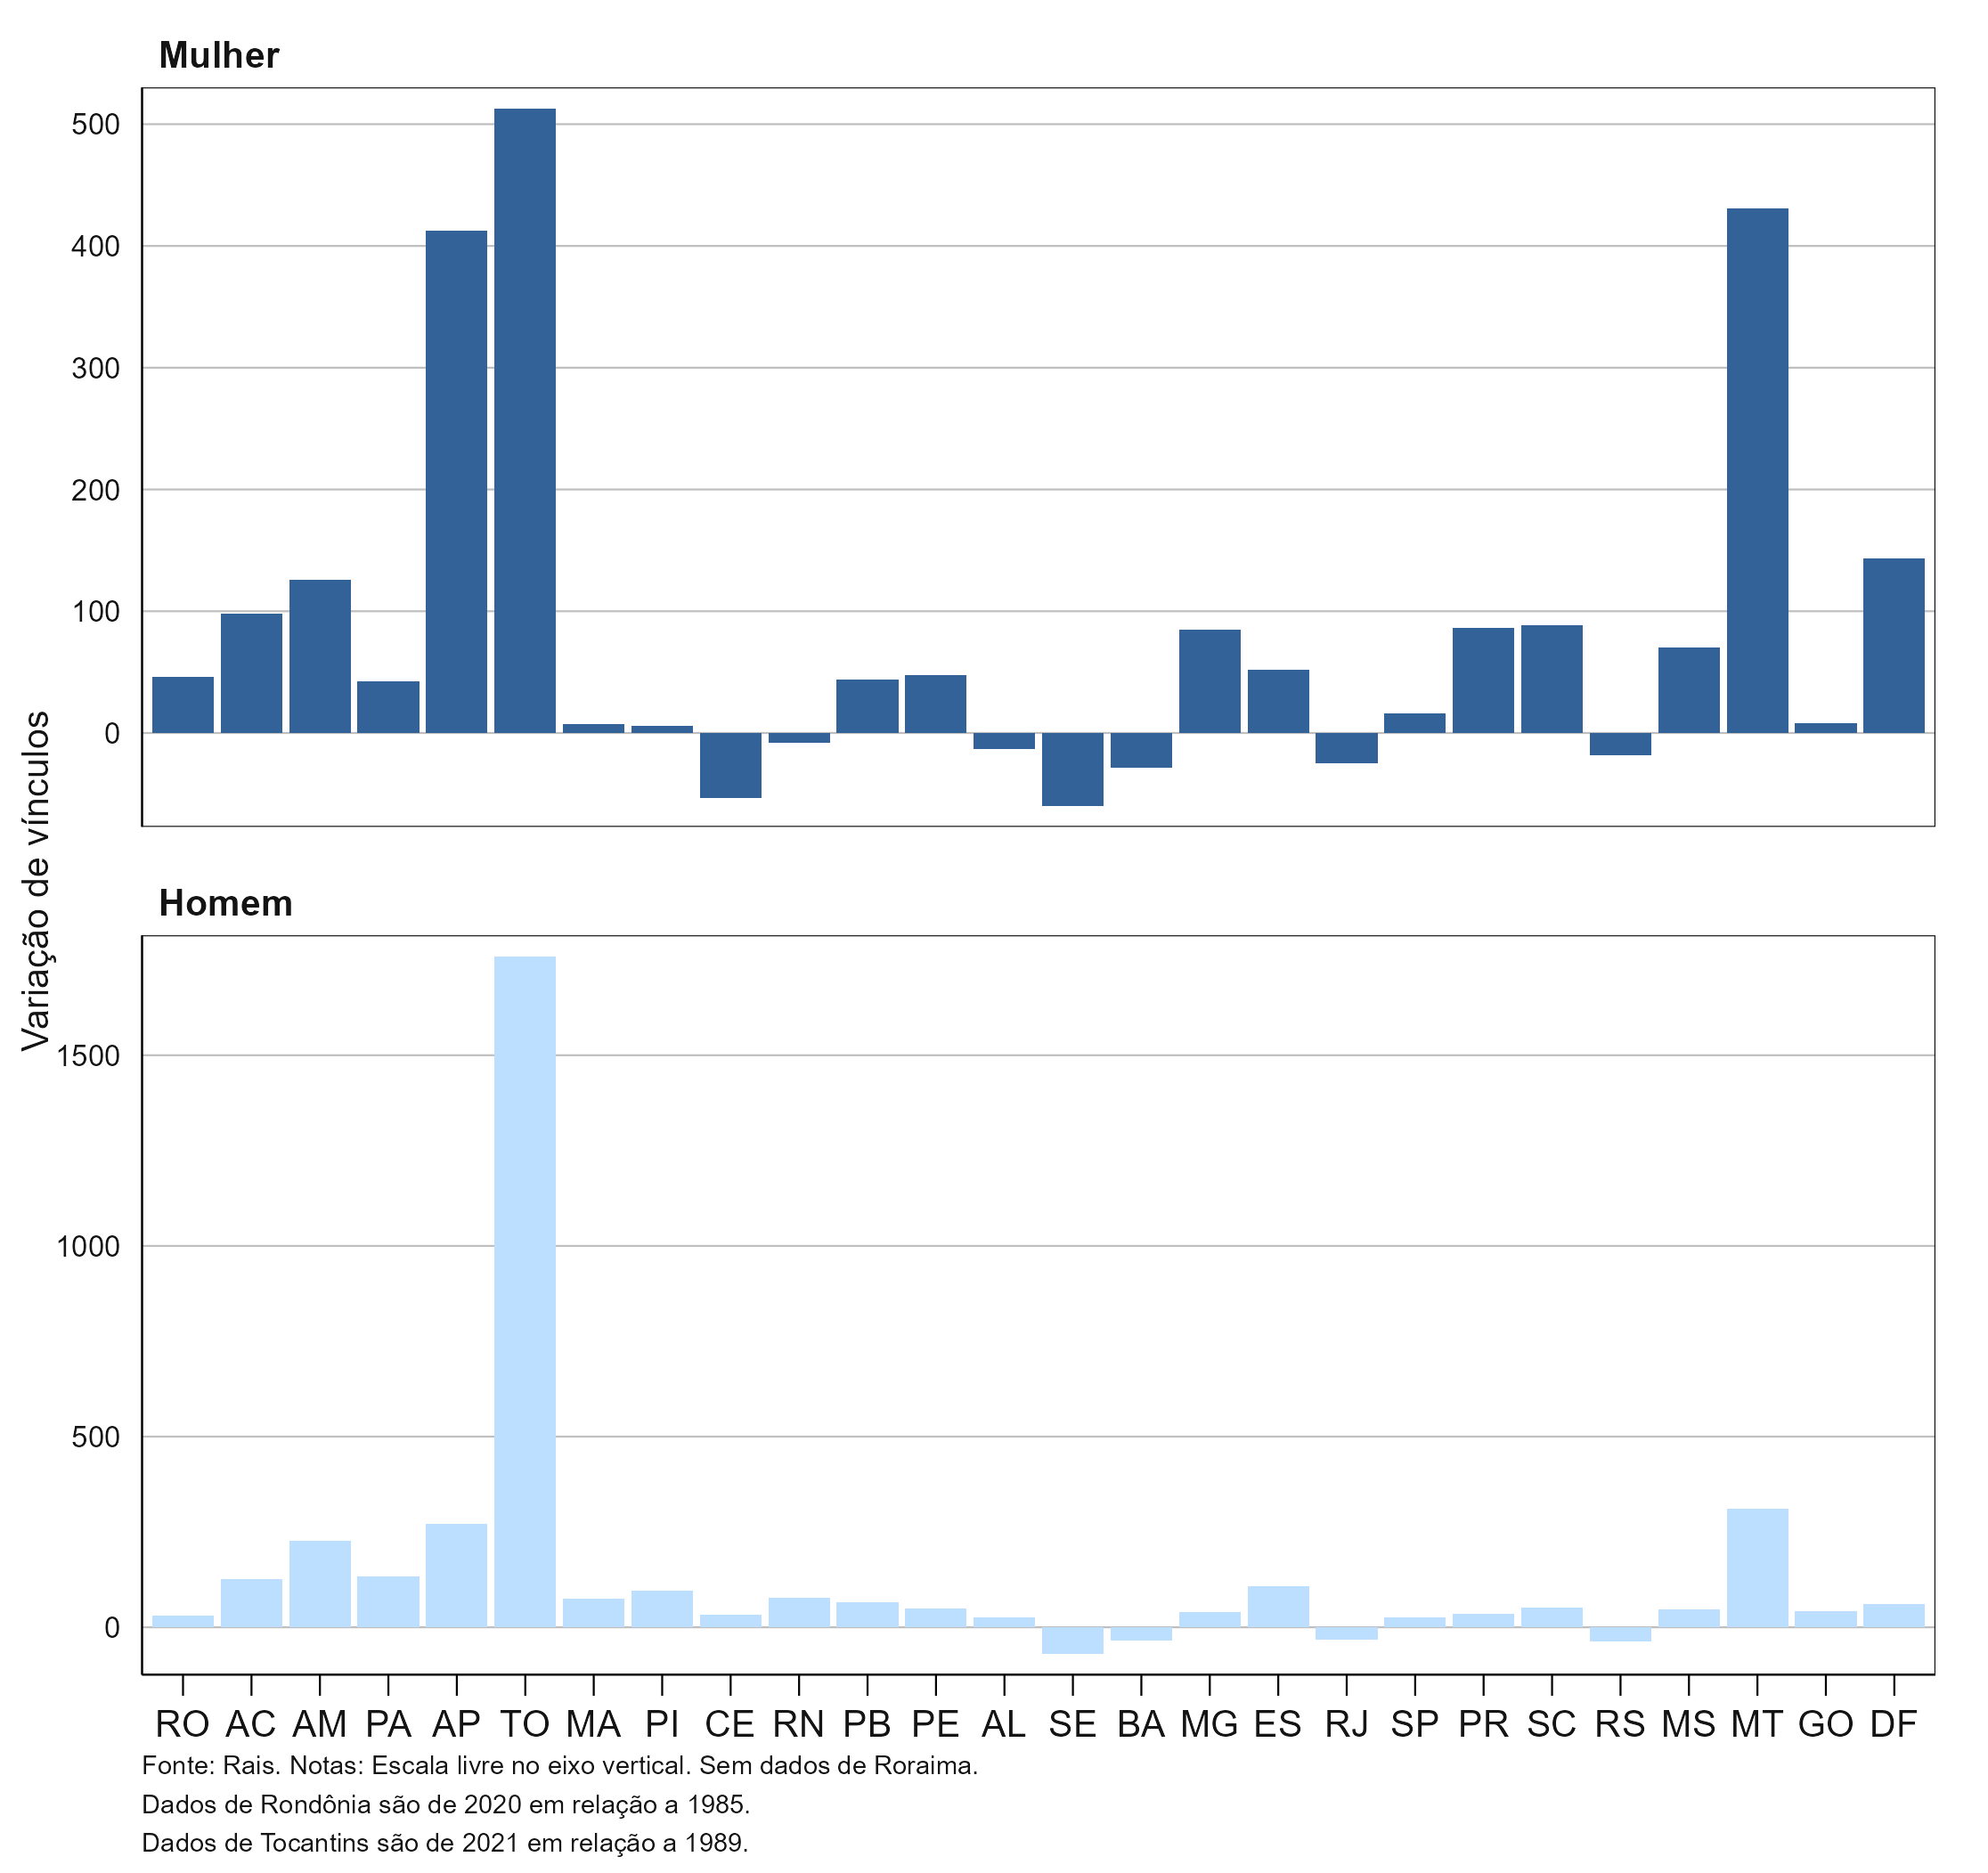 Mulher
500
400
300
200
100
0
Variação de vínculos
Homem
1500
1000
500
0
RO AC AM PA AP TO MA PI CE RN PB PE AL SE BA MG ES RJ SP PR SC RS MS MT GO DF
Fonte: Rais. Notas: Escala livre no eixo vertical. Sem dados de Roraima.
Dados de Rondônia são de 2020 em relação a 1985.
Dados de Tocantins são de 2021 em relação a 1989.